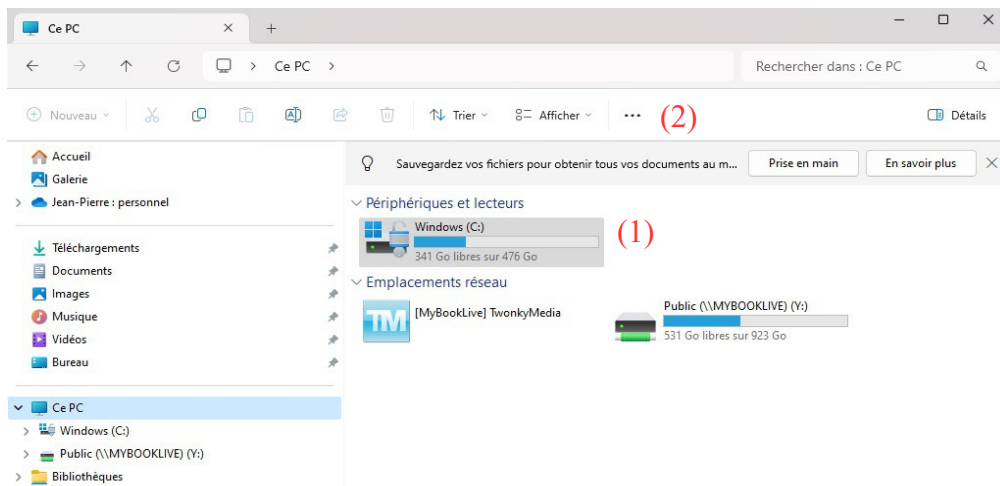 Ce PC
Ce PC
Rechercher dans : Ce PC
Nouveau
Trier
Afficher
... (2)
Détails
Accueil
Galerie
Jean-Pierre : personnel
Téléchargements
Documents
Images
Musique
Vidéos
Bureau
Ce PC
Windows (C:)
Public (\\MYBOOKLIVE) (Y:)
Bibliothèques
Sauvegardez vos fichiers pour obtenir tous vos documents au m...
Prise en main
En savoir plus
Périphériques et lecteurs
Windows (C:)
(1)
341 Go libres sur 476 Go
Emplacements réseau
TM
[MyBookLive] TwonkyMedia
Public (\\MYBOOKLIVE) (Y:)
531 Go libres sur 923 Go